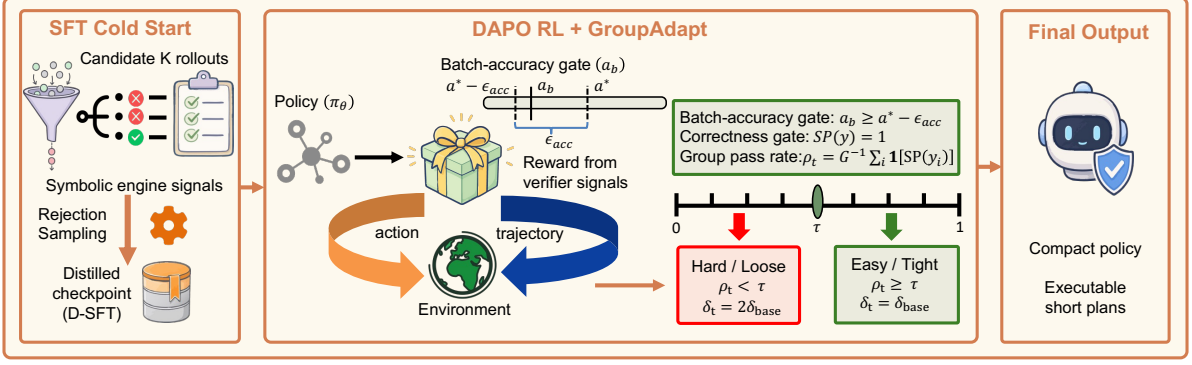 SFT Cold Start
Candidate K rollouts
Symbolic engine signals
Rejection
Sampling
Distilled
checkpoint
(D-SFT)
DAPO RL + GroupAdapt
Policy (π_θ)
Batch-accuracy gate (a_b)
a* − ϵ_acc
a_b
a*
ϵ_acc
Reward from
verifier signals
action
trajectory
Environment
Batch-accuracy gate: a_b ≥ a* − ϵ_acc
Correctness gate: SP(y) = 1
Group pass rate:ρ_t = G⁻¹ ∑_i 1[SP(y_i)]
0
τ
1
Hard / Loose
ρ_t < τ
δ_t = 2δ_base
Easy / Tight
ρ_t ≥ τ
δ_t = δ_base
Final Output
Compact policy
Executable
short plans